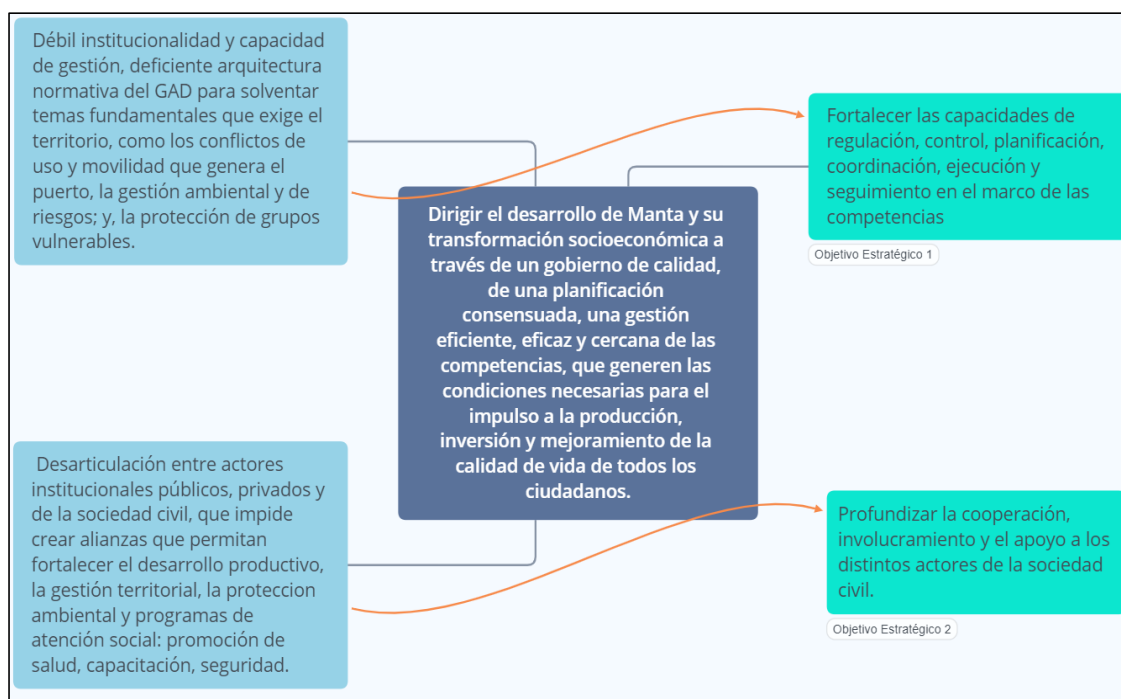 Débil institucionalidad y capacidad
de gestión, deficiente arquitectura
normativa del GAD para solventar
temas fundamentales que exige el
territorio, como los conflictos de
uso y movilidad que genera el
puerto, la gestión ambiental y de
riesgos; y, la protección de grupos
vulnerables.
Fortalecer las capacidades de
regulación, control, planificación,
coordinación, ejecución y
seguimiento en el marco de las
competencias
Objetivo Estratégico 1
Dirigir el desarrollo de Manta y su
transformación socioeconómica a
través de un gobierno de calidad,
de una planificación
consensuada, una gestión
eficiente, eficaz y cercana de las
competencias, que generen las
condiciones necesarias para el
impulso a la producción,
inversión y mejoramiento de la
calidad de vida de todos los
ciudadanos.
Desarticulación entre actores
institucionales públicos, privados y
de la sociedad civil, que impide
crear alianzas que permitan
fortalecer el desarrollo productivo,
la gestión territorial, la proteccion
ambiental y programas de
atención social: promoción de
salud, capacitación, seguridad.
Profundizar la cooperación,
involucramiento y el apoyo a los
distintos actores de la sociedad
civil.
Objetivo Estratégico 2